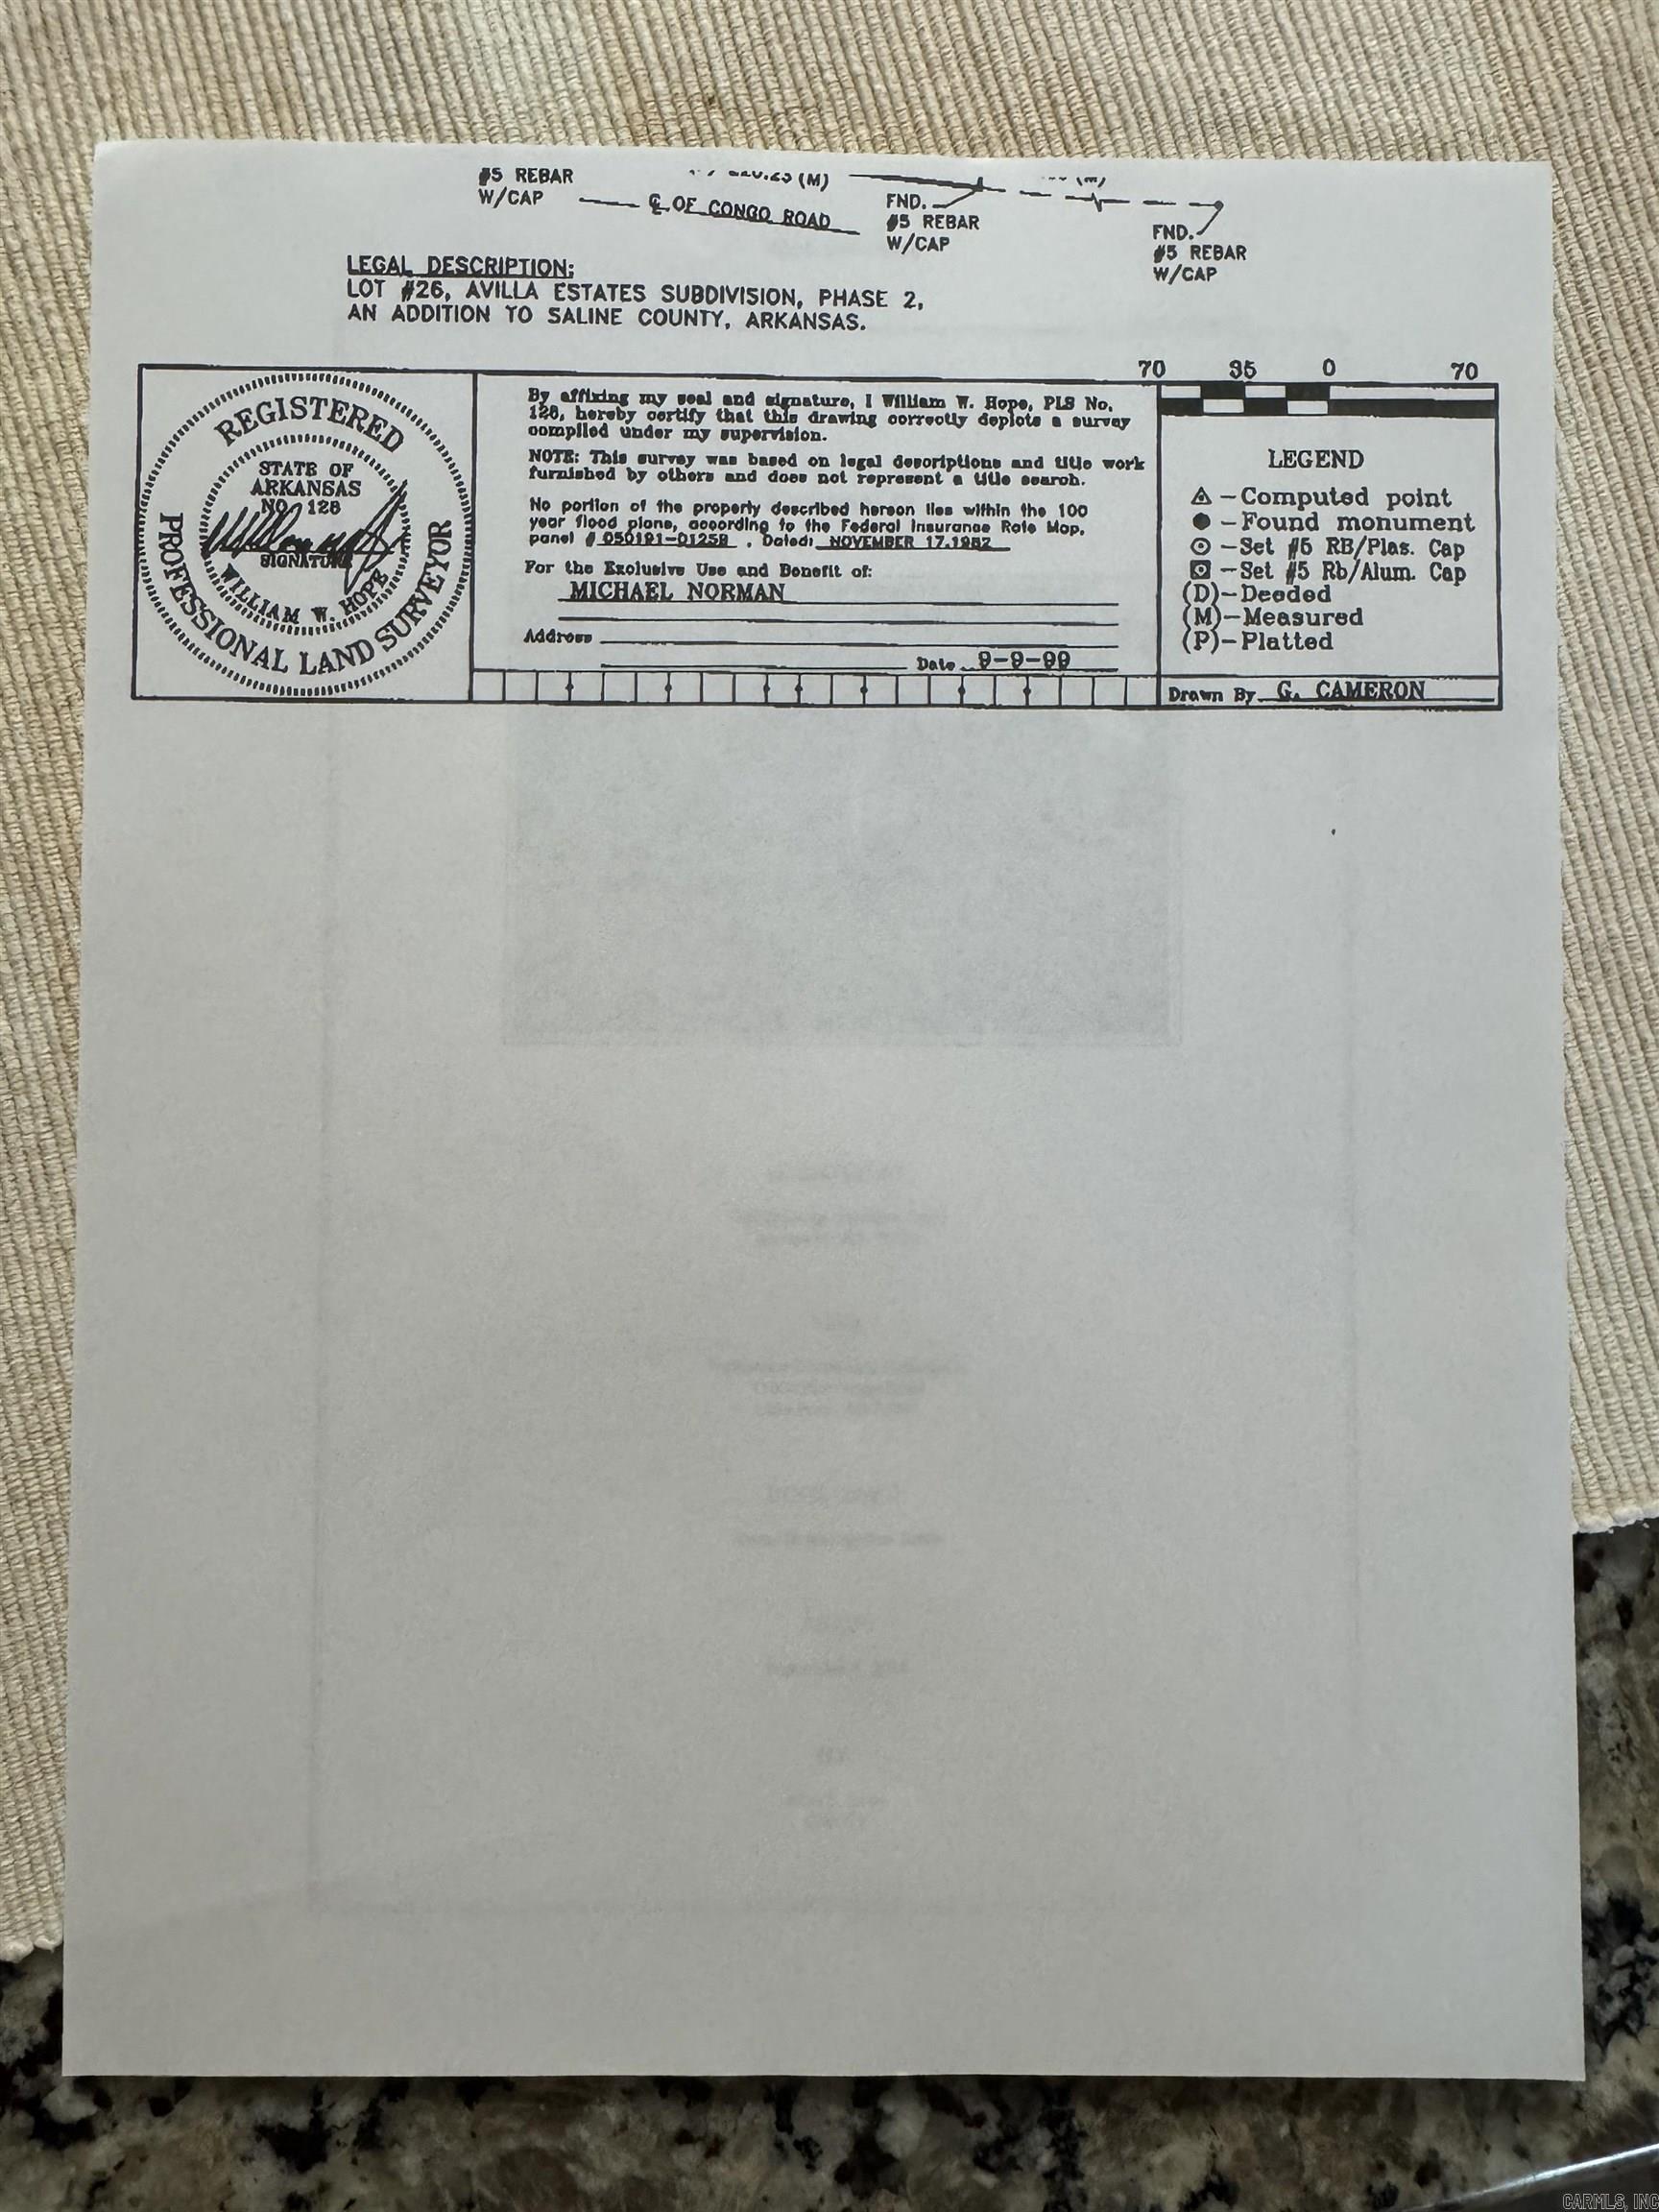 #5 REBAR
W/CAP
(M)
℄ OF CONGO ROAD
FND.
#5 REBAR
W/CAP
(M)
FND.
#5 REBAR
W/CAP
LEGAL DESCRIPTION:
LOT #26, AVILLA ESTATES SUBDIVISION, PHASE 2,
AN ADDITION TO SALINE COUNTY, ARKANSAS.
REGISTERED
STATE OF
ARKANSAS
NO. 128
SIGNATURE
WILLIAM W. HOPE
PROFESSIONAL LAND SURVEYOR
By affixing my seal and signature, I William W. Hope, PLS No.
128, hereby certify that this drawing correctly depicts a survey
compiled under my supervision.
NOTE: This survey was based on legal descriptions and title work
furnished by others and does not represent a title search.
No portion of the property described hereon lies within the 100
year flood plane, according to the Federal Insurance Rate Map,
panel # 050191-0125B , Dated: NOVEMBER 17,1982
For the Exclusive Use and Benefit of:
MICHAEL NORMAN
Address
Date 9-9-99
70 35 0 70
LEGEND
-Computed point
-Found monument
-Set #5 RB/Plas. Cap
-Set #5 Rb/Alum. Cap
(D)-Deeded
(M)-Measured
(P)-Platted
Drawn By G. CAMERON
CARMLS, INC